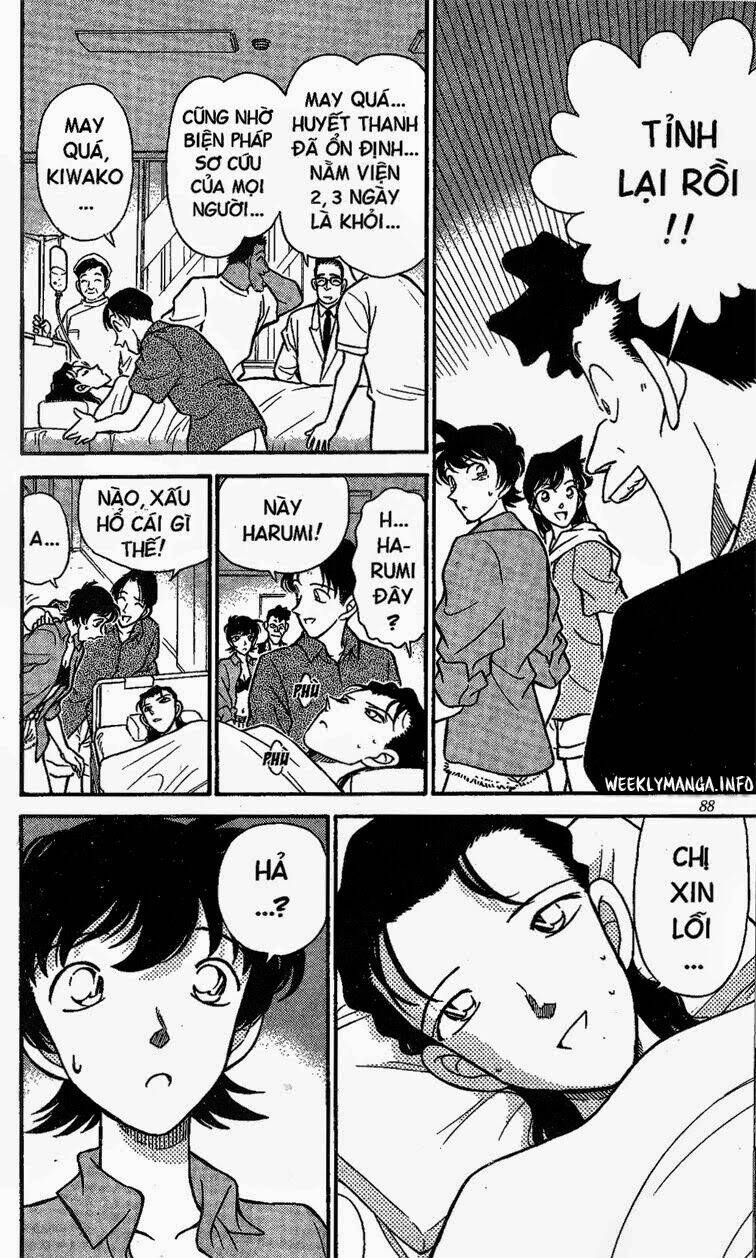 TỈNH
LẠI RỒI
!!
MAY QUÁ...
HUYẾT THANH
ĐÃ ỔN ĐỊNH...
NẰM VIỆN
2, 3 NGÀY
LÀ KHỎI...
CŨNG NHỜ
BIỆN PHÁP
SƠ CỨU
CỦA MỌI
NGƯỜI...
MAY
QUÁ,
KIWAKO
...
H...
HA-
RUMI
ĐÂY
?
NÀY
HARUMI!
PHÙ
PHÙ
NÀO, XẤU
HỔ CÁI GÌ
THẾ!
A...
WEEKLYMANGA.INFO
88
CHỊ
XIN
LỖI
...
HẢ
...?